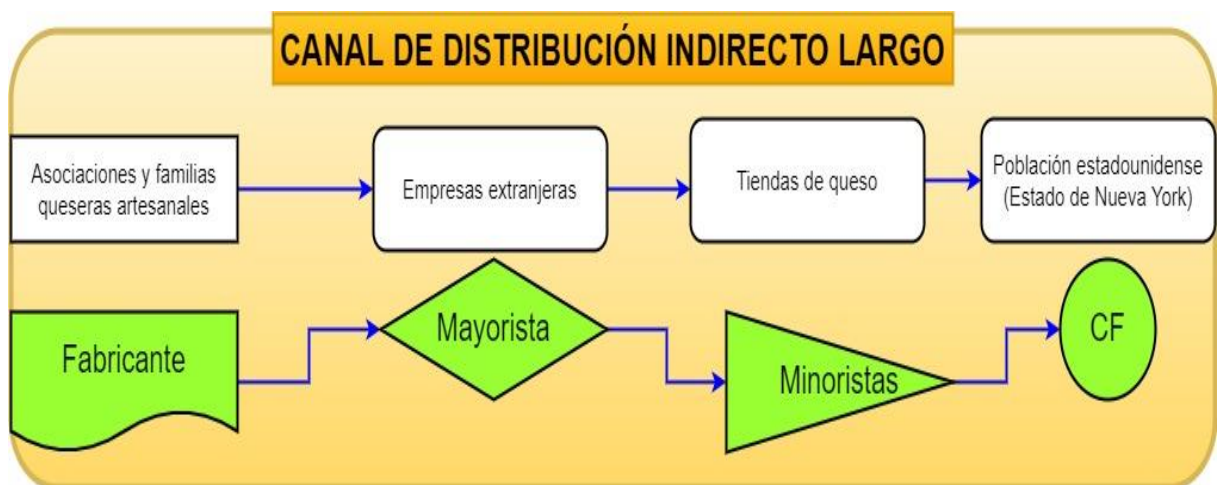 CANAL DE DISTRIBUCIÓN INDIRECTO LARGO
Asociaciones y familias
queseras artesanales
Empresas extranjeras
Tiendas de queso
Población estadounidense
(Estado de Nueva York)
Fabricante
Mayorista
Minoristas
CF